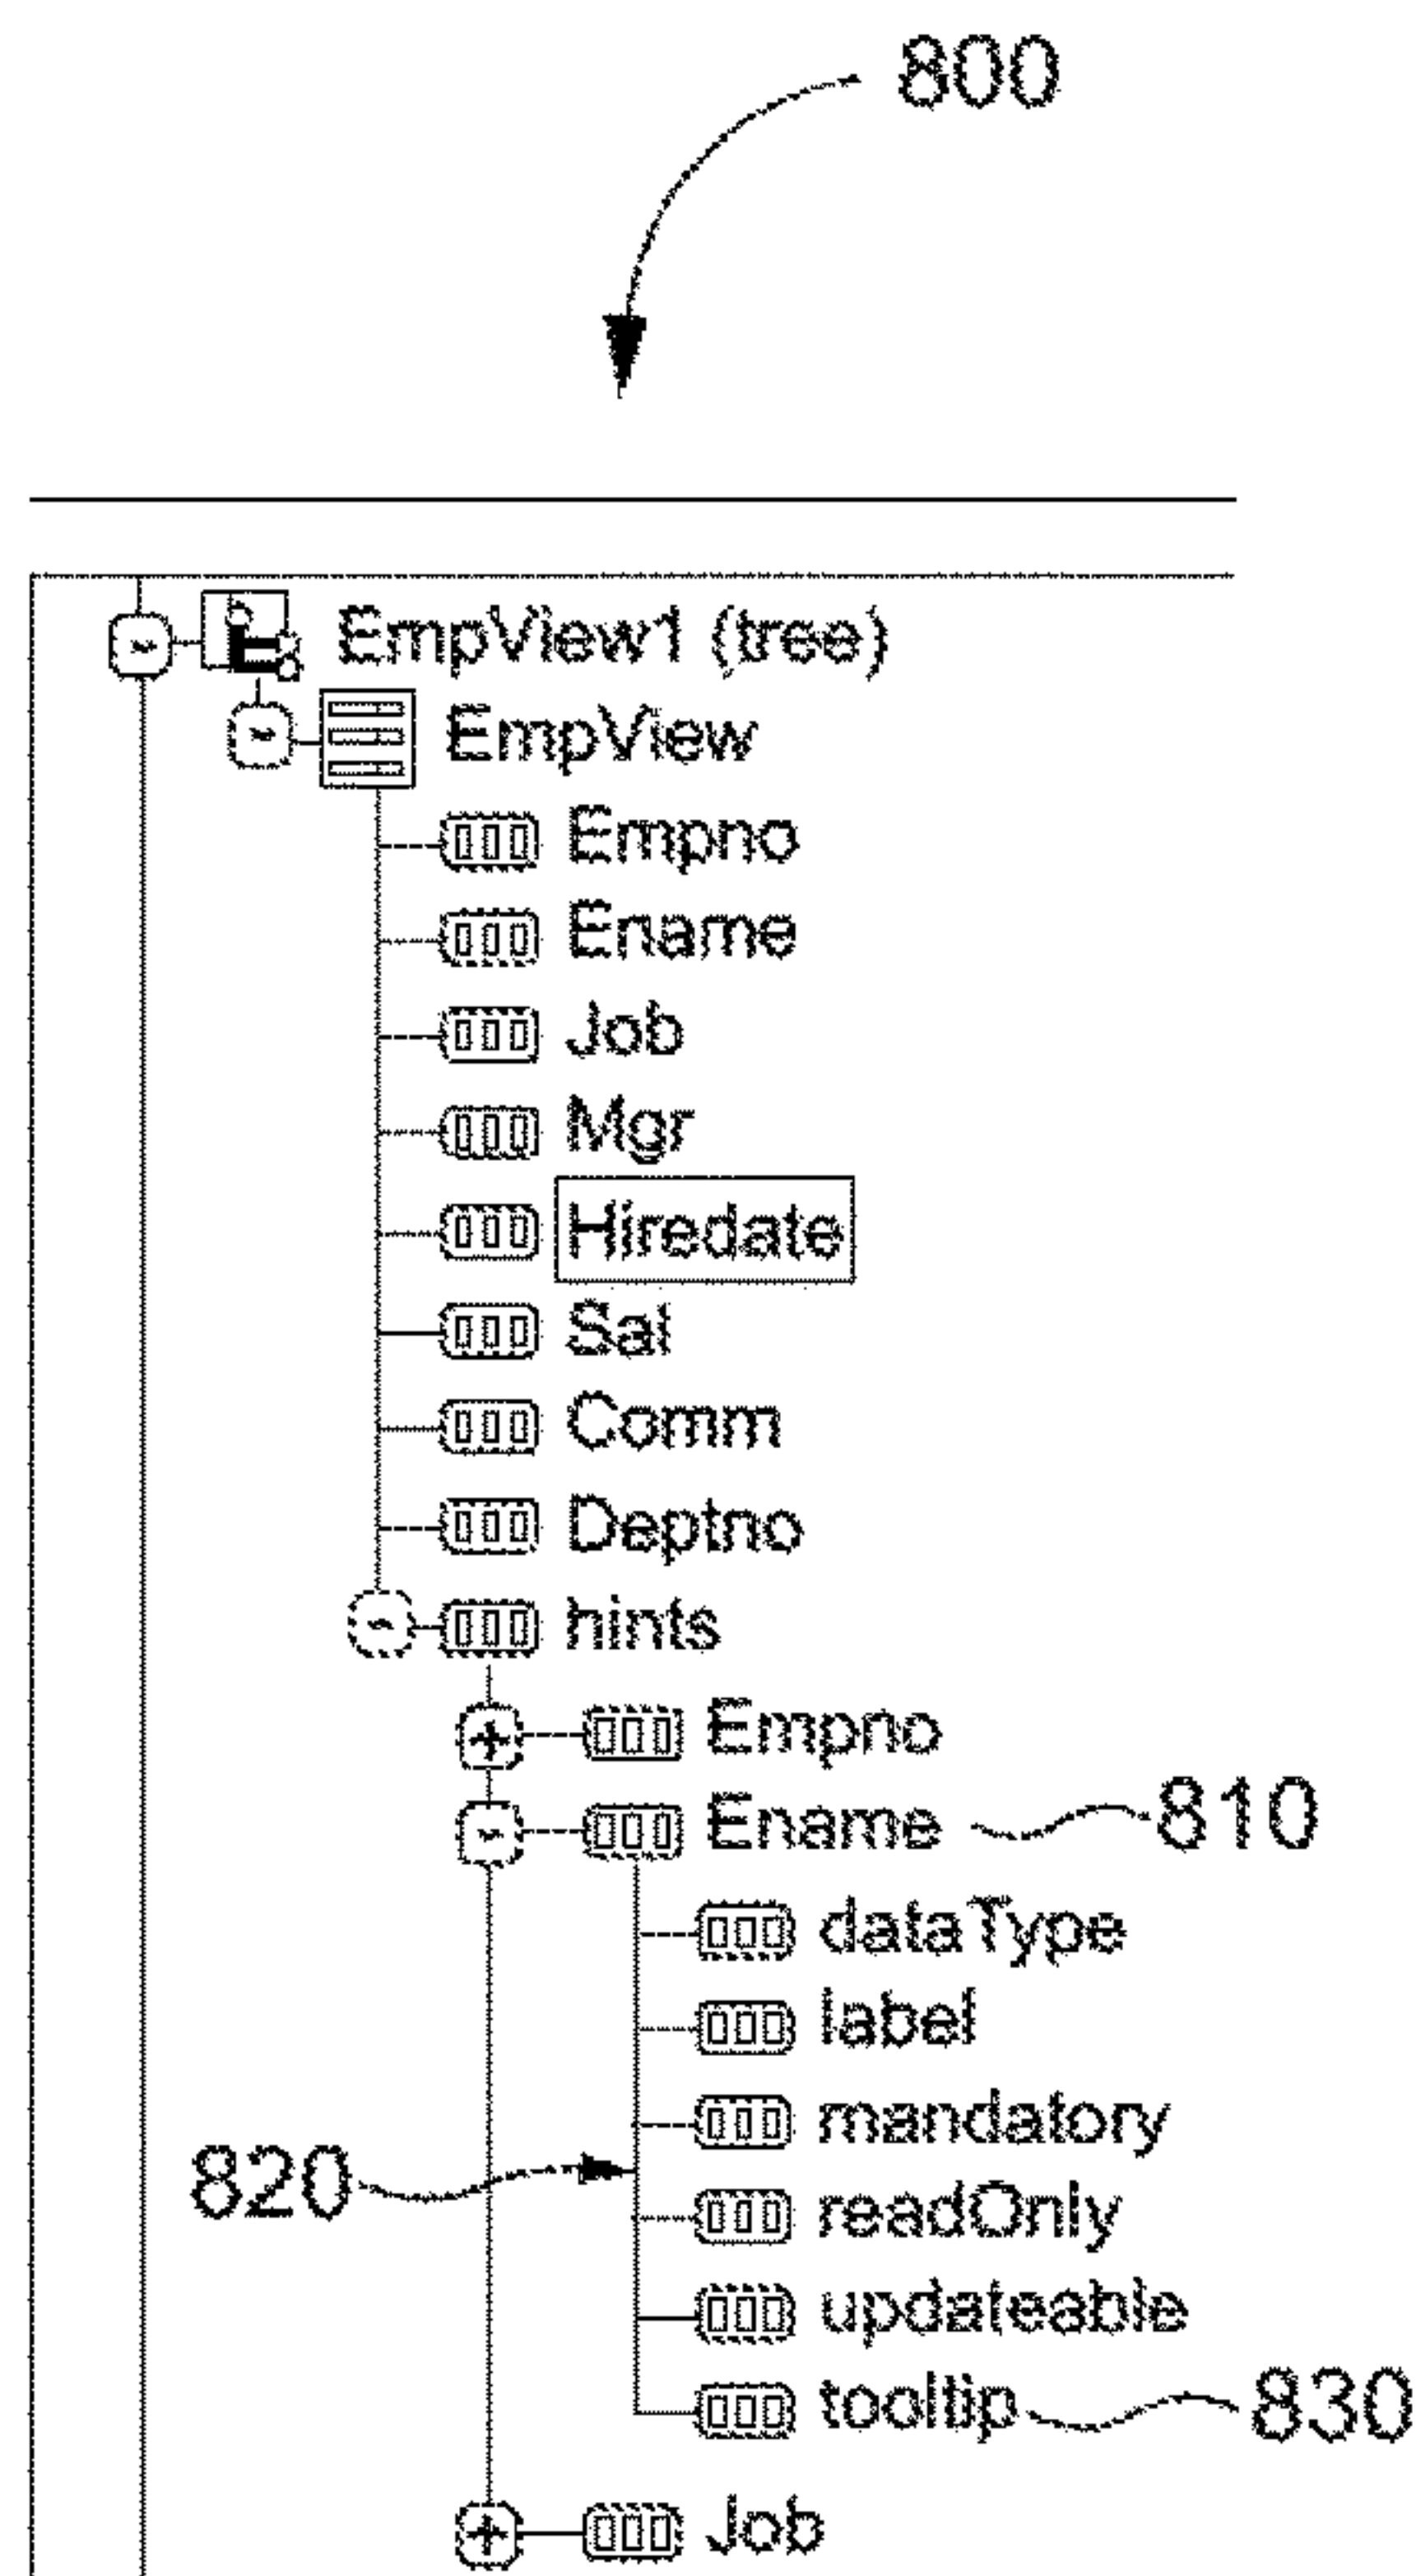 800
EmpView1 (tree)
EmpView
Empno
Ename
Job
Mgr
Hiredate
Sal
Comm
Deptno
hints
Empno
Ename 810
dataType
label
mandatory
820
readOnly
updateable
tooltip 830
Job